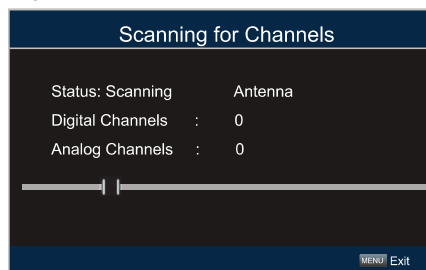 Scanning for Channels
Status: Scanning Antenna
Digital Channels : 0
Analog Channels : 0
MENU Exit